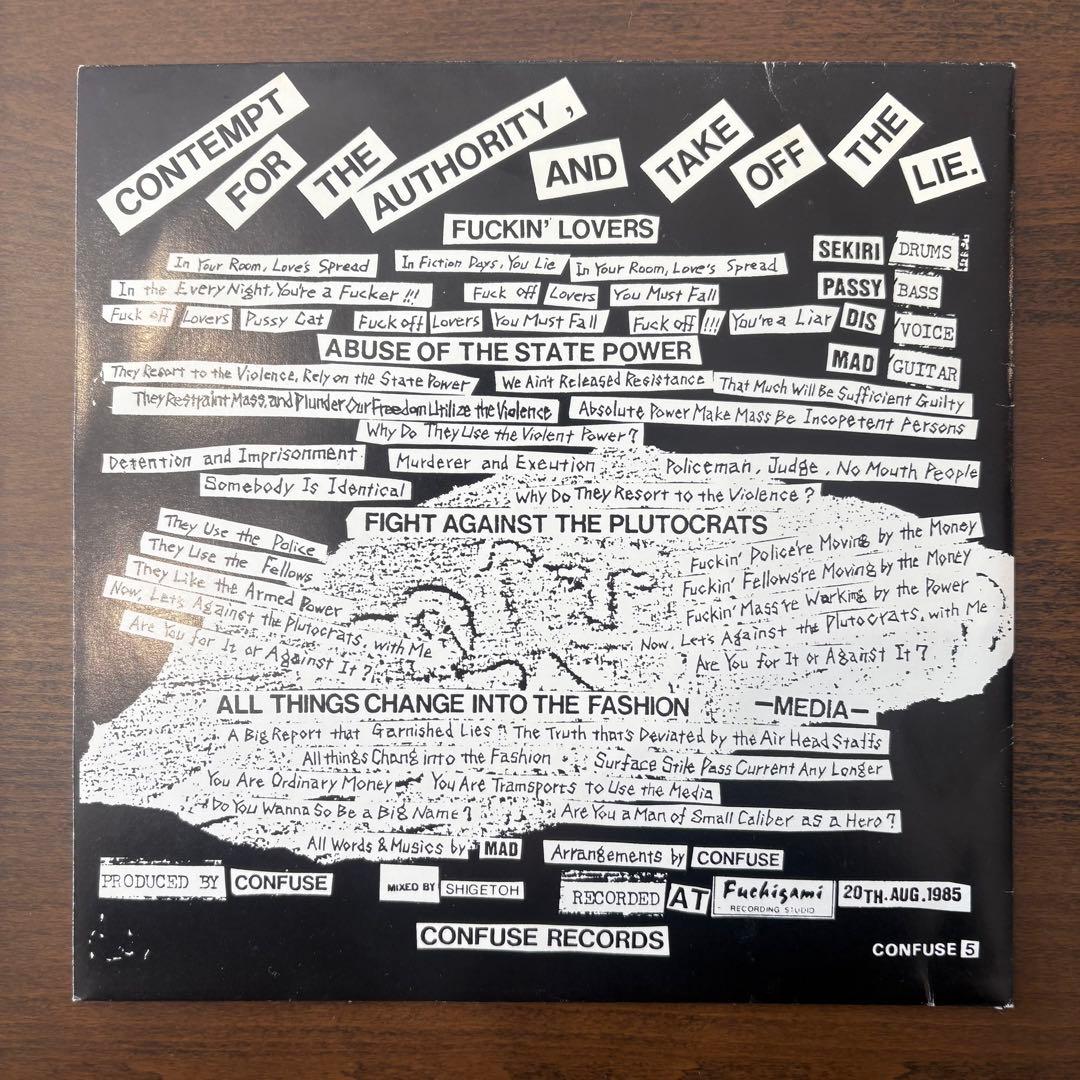 CONTEMPT FOR THE AUTHORITY, AND TAKE OFF THE LIE.
FUCKIN' LOVERS
In Your Room, Love's Spread In Fiction Days, You Lie In Your Room, Love's Spread
In the Every Night, You're a Fucker!!! Fuck off Lovers You Must Fall
Fuck off Lovers Pussy Cat Fuck off Lovers You Must Fall Fuck off!!! You're a Liar
SEKIRI DRUMS
PASSY BASS
DIS VOICE
MAD GUITAR
ABUSE OF THE STATE POWER
They Resort to the Violence, Rely on the State Power We Ain't Released Resistance That Much Will Be Sufficient Guilty
They Restraint Mass, and Plunder Our Freedom Utilize the Violence Absolute Power Make Mass Be Incopetent Persons
Why Do They Use the Violent Power?
Detention and Imprisonment Murderer and Exeution Policeman, Judge, No Mouth People
Somebody Is Identical Why Do They Resort to the Violence?
FIGHT AGAINST THE PLUTOCRATS
They Use the Police
They Use the Fellows
They Like the Armed Power
Now, Let's Against the Plutocrats, with Me
Are You for It or Against It?
Fuckin' Police're Moving by the Money
Fuckin' Fellows're Moving by the Money
Fuckin' Mass're Working by the Power
Now, Let's Against the Plutocrats, with Me
Are You for It or Against It?
ALL THINGS CHANGE INTO THE FASHION —MEDIA—
A Big Report that Garnished Lies The Truth that's Deviated by the Air Head Staffs
All things Chang into the Fashion Surface Stile Pass Current Any Longer
You Are Ordinary Money You Are Tramsports to Use the Media
Do You Wanna So Be a Big Name? Are You a Man of Small Caliber as a Hero?
All Words & Musics by MAD Arrangements by CONFUSE
PRODUCED BY CONFUSE MIXED BY SHIGETOH RECORDED AT Fuchigami RECORDING STUDIO 20TH. AUG. 1985
CONFUSE RECORDS
CONFUSE 5